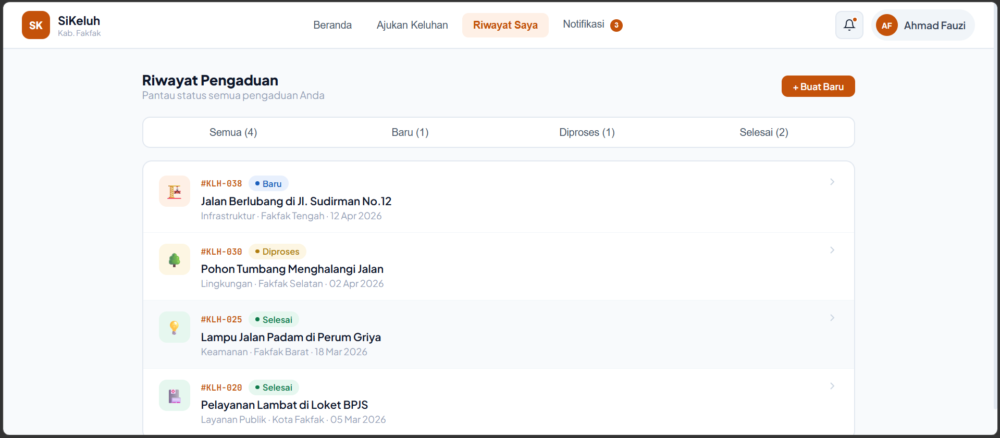 SK
SiKeluh
Kab. Fakfak
Beranda
Ajukan Keluhan
Riwayat Saya
Notifikasi 3
AF
Ahmad Fauzi
Riwayat Pengaduan
Pantau status semua pengaduan Anda
+ Buat Baru
Semua (4)
Baru (1)
Diproses (1)
Selesai (2)
#KLH-038 Baru
Jalan Berlubang di Jl. Sudirman No.12
Infrastruktur · Fakfak Tengah · 12 Apr 2026
#KLH-030 Diproses
Pohon Tumbang Menghalangi Jalan
Lingkungan · Fakfak Selatan · 02 Apr 2026
#KLH-025 Selesai
Lampu Jalan Padam di Perum Griya
Keamanan · Fakfak Barat · 18 Mar 2026
#KLH-020 Selesai
Pelayanan Lambat di Loket BPJS
Layanan Publik · Kota Fakfak · 05 Mar 2026